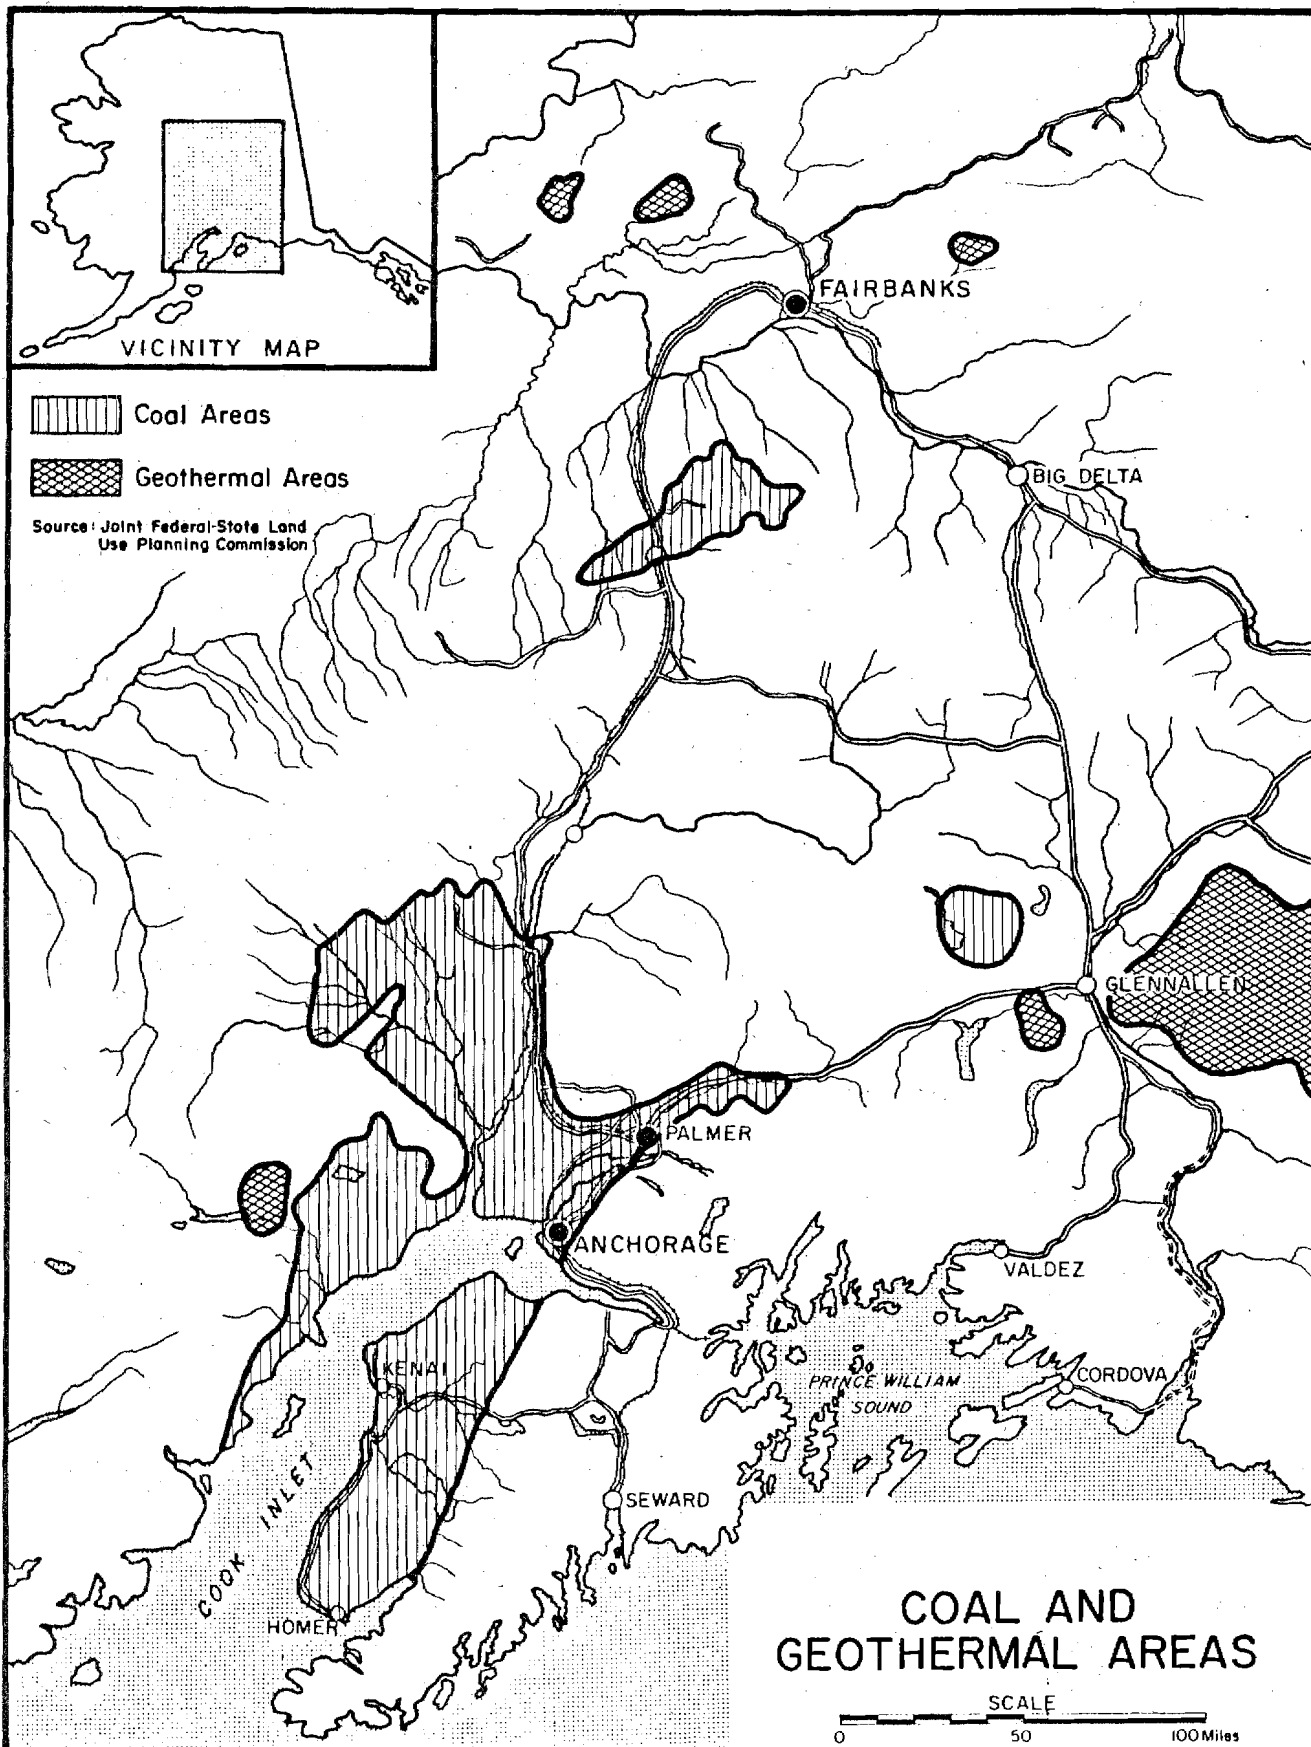 VICINITY MAP
Coal Areas
Geothermal Areas
Source: Joint Federal-State Land
Use Planning Commission
FAIRBANKS
BIG DELTA
GLENNALLEN
PALMER
ANCHORAGE
VALDEZ
KENAI
PRINCE WILLIAM
SOUND
CORDOVA
SEWARD
COOK INLET
HOMER
COAL AND
GEOTHERMAL AREAS
SCALE
0 50 100 Miles